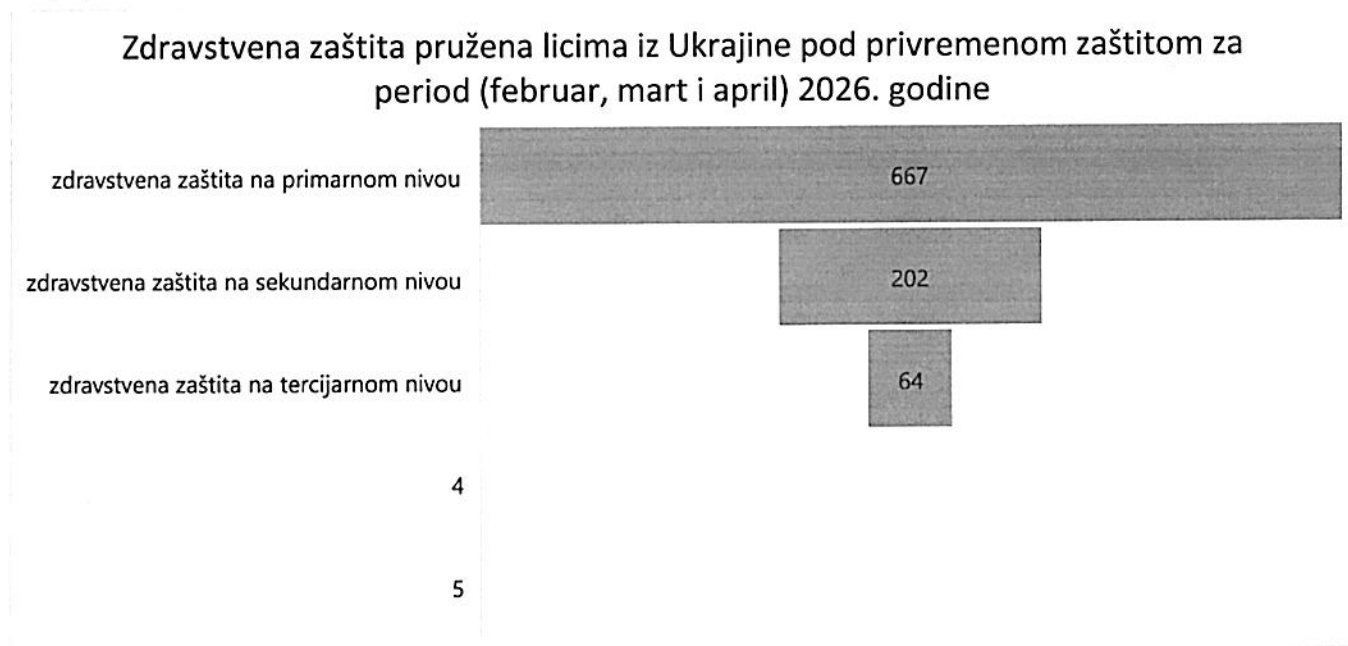 Zdravstvena zaštita pružena licima iz Ukrajine pod privremenom zaštitom za
period (februar, mart i april) 2026. godine
zdravstvena zaštita na primarnom nivou
667
zdravstvena zaštita na sekundarnom nivou
202
zdravstvena zaštita na tercijarnom nivou
64
4
5